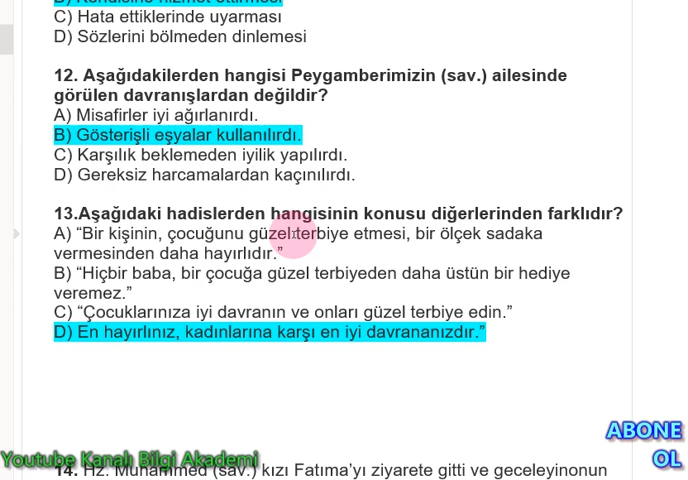 B) Kendisine hizmet ettirmesi
C) Hata ettiklerinde uyarması
D) Sözlerini bölmeden dinlemesi
12. Aşağıdakilerden hangisi Peygamberimizin (sav.) ailesinde
görülen davranışlardan değildir?
A) Misafirler iyi ağırlanırdı.
B) Gösterişli eşyalar kullanılırdı.
C) Karşılık beklemeden iyilik yapılırdı.
D) Gereksiz harcamalardan kaçınılırdı.
13.Aşağıdaki hadislerden hangisinin konusu diğerlerinden farklıdır?
A) “Bir kişinin, çocuğunu güzel terbiye etmesi, bir ölçek sadaka
vermesinden daha hayırlıdır.”
B) “Hiçbir baba, bir çocuğa güzel terbiyeden daha üstün bir hediye
veremez.”
C) “Çocuklarınıza iyi davranın ve onları güzel terbiye edin.”
D) En hayırlınız, kadınlarına karşı en iyi davrananızdır.”
ABONE
OL
Youtube Kanalı Bilgi Akademi
14. Hz. Muhammed (sav.) kızı Fatıma’yı ziyarete gitti ve geceleyinonun